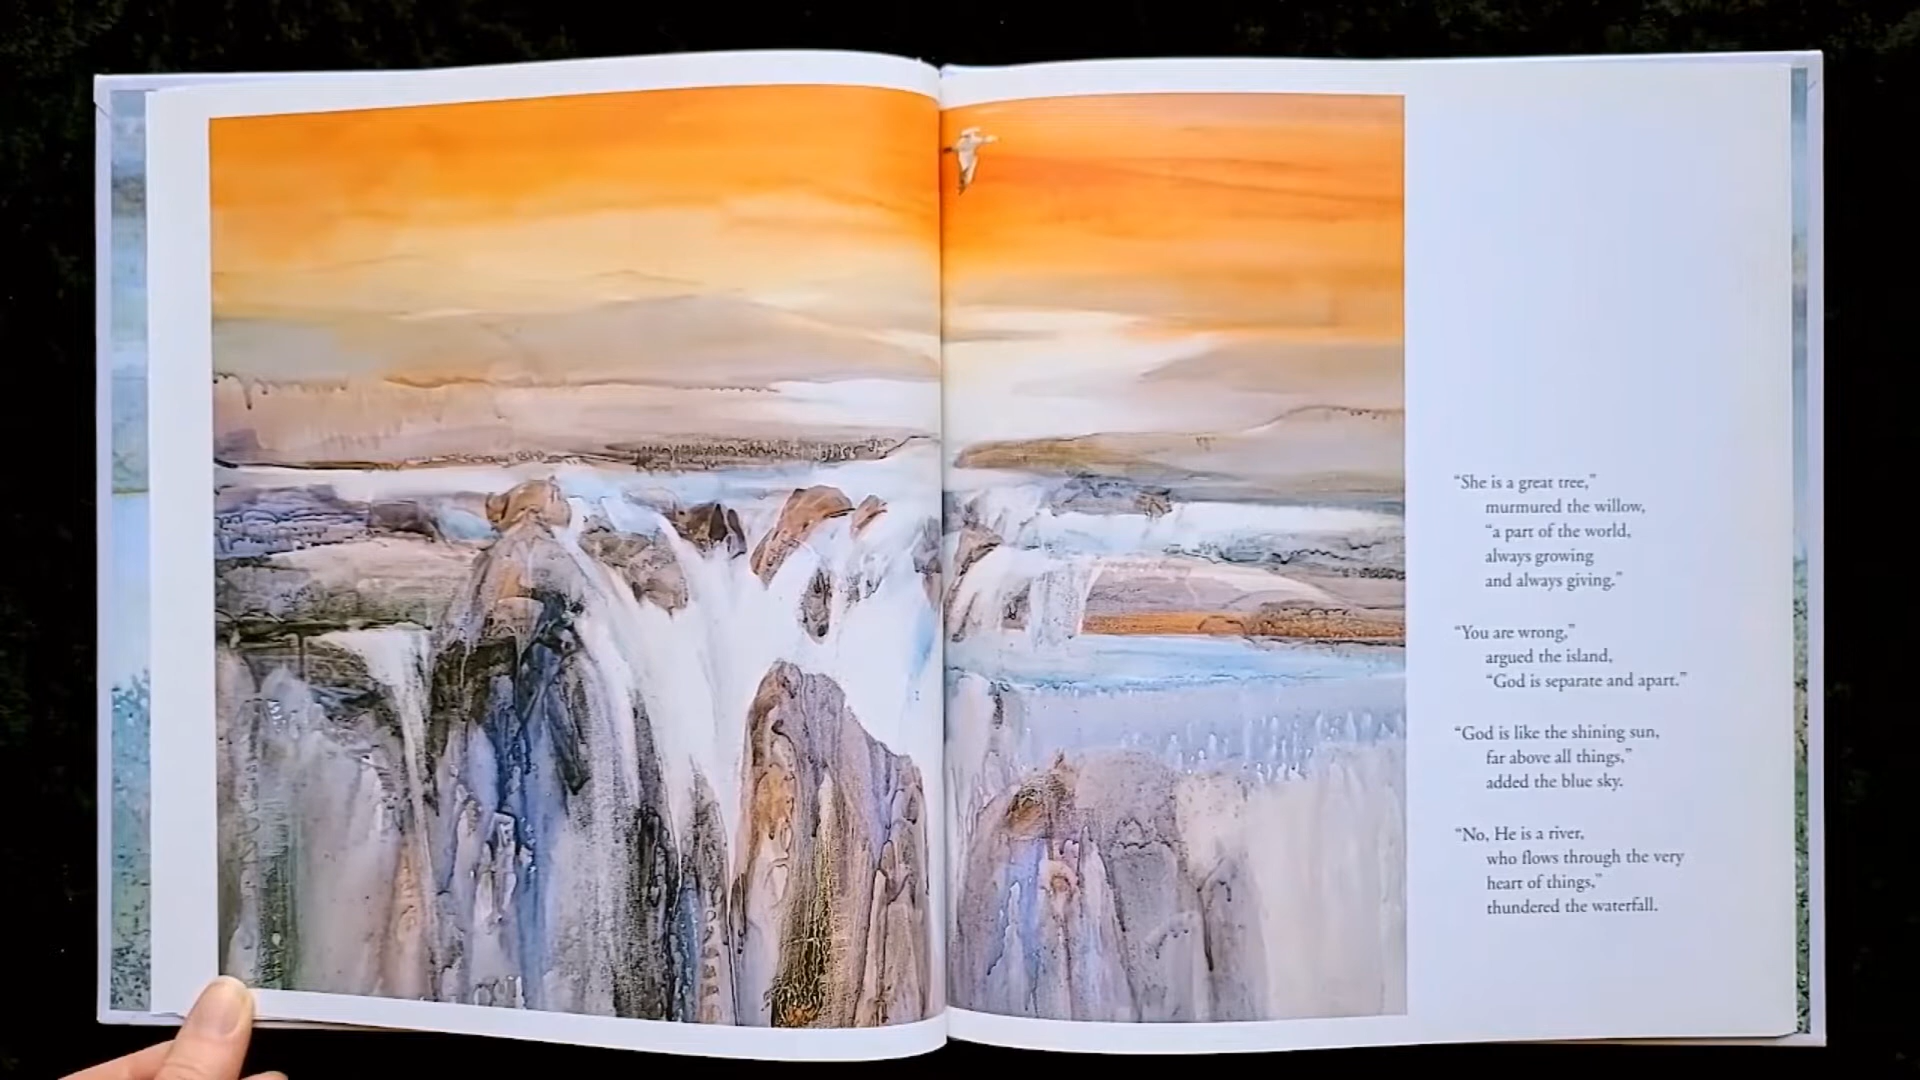 “She is a great tree,”
murmured the willow,
“a part of the world,
always growing
and always giving.”
“You are wrong,”
argued the island,
“God is separate and apart.”
“God is like the shining sun,
far above all things,”
added the blue sky.
“No, He is a river,
who flows through the very
heart of things,”
thundered the waterfall.